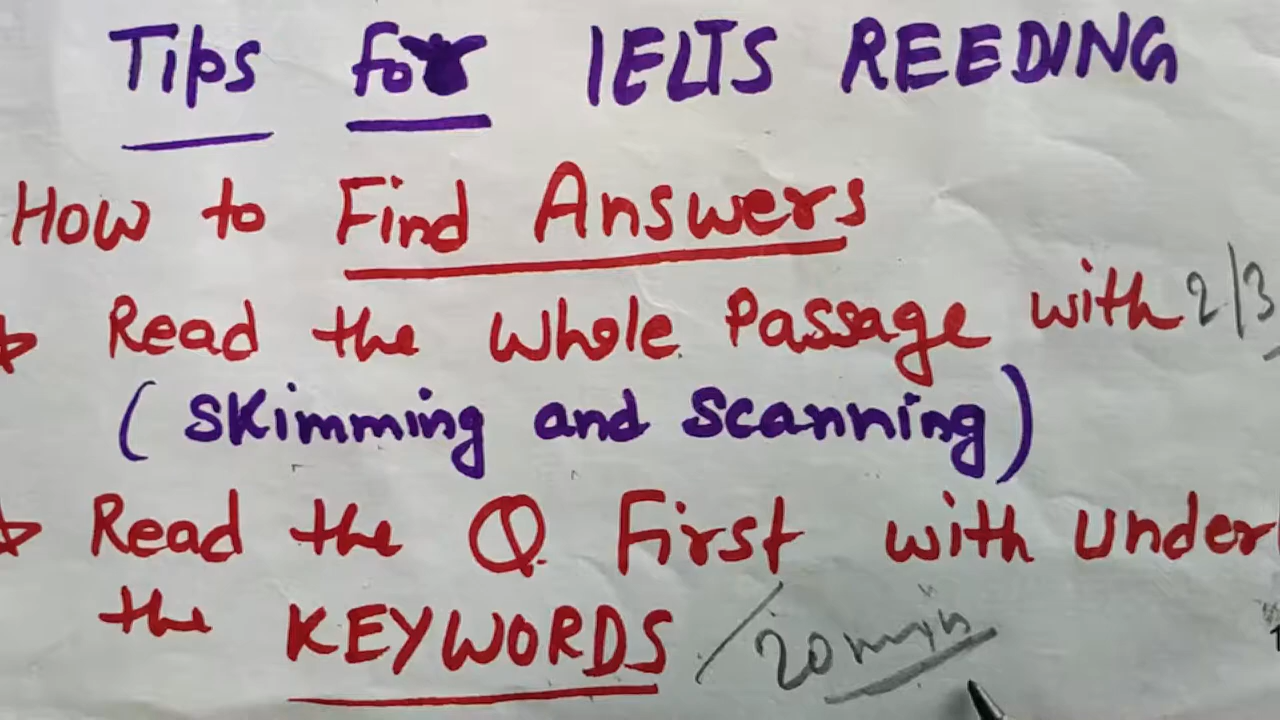 Tips for IELTS REEDING
How to Find Answers
Read the whole Passage with 2/3
(Skimming and Scanning)
Read the Q First with Under
the KEYWORDS / 20 min